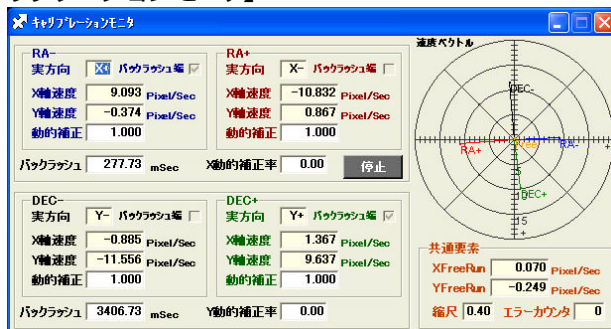 キャリブレーションモニタ
RA-
実方向 X+ バックラッシュ端
X軸速度 9.093 Pixel/Sec
Y軸速度 -0.374 Pixel/Sec
動的補正 1.000
RA+
実方向 X- バックラッシュ端
X軸速度 -10.832 Pixel/Sec
Y軸速度 0.867 Pixel/Sec
動的補正 1.000
バックラッシュ 277.73 mSec X動的補正率 0.00 停止
DEC-
実方向 Y- バックラッシュ端
X軸速度 -0.885 Pixel/Sec
Y軸速度 -11.556 Pixel/Sec
動的補正 1.000
DEC+
実方向 Y+ バックラッシュ端
X軸速度 1.367 Pixel/Sec
Y軸速度 9.637 Pixel/Sec
動的補正 1.000
バックラッシュ 3406.73 mSec Y動的補正率 0.00
速度ベクトル
DEC-
RA+ Free RA-
5
DEC+
15
共通要素
XFreeRun 0.070 Pixel/Sec
YFreeRun -0.249 Pixel/Sec
縮尺 0.40 エラーカウンタ 0